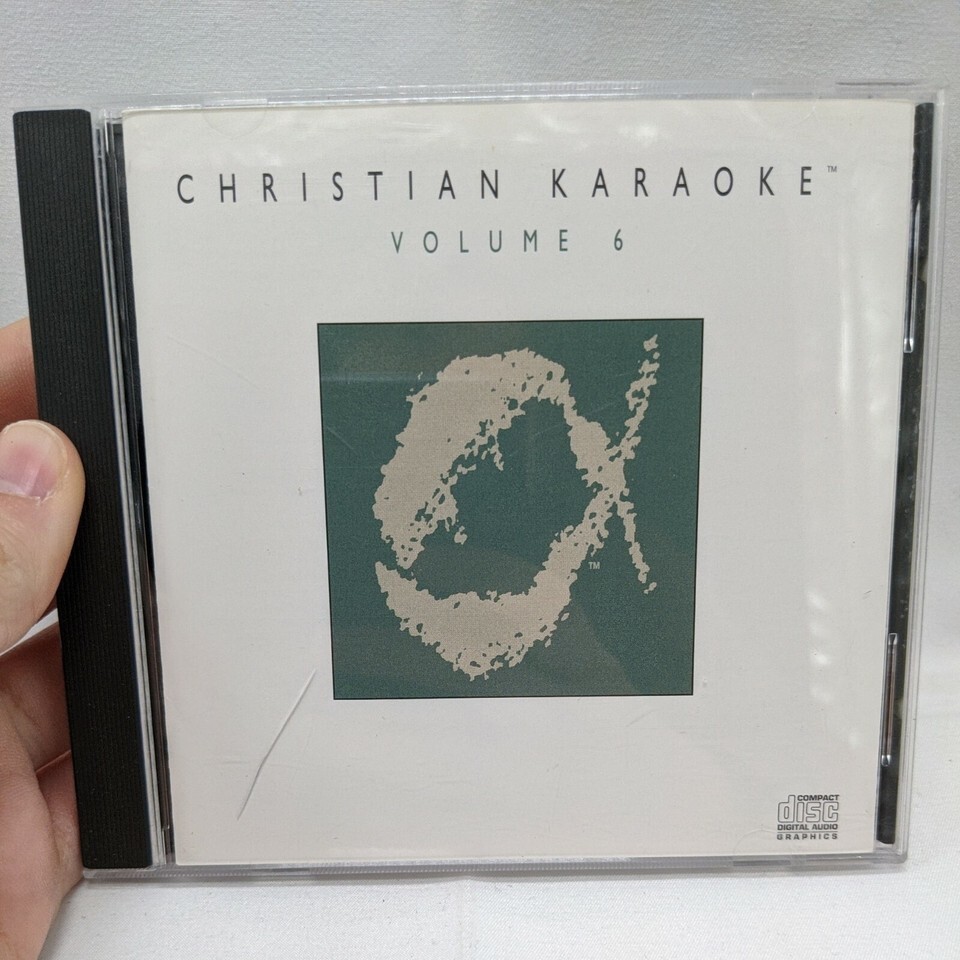 CHRISTIAN KARAOKE™
VOLUME 6
TM
COMPACT
disc
DIGITAL AUDIO
GRAPHICS